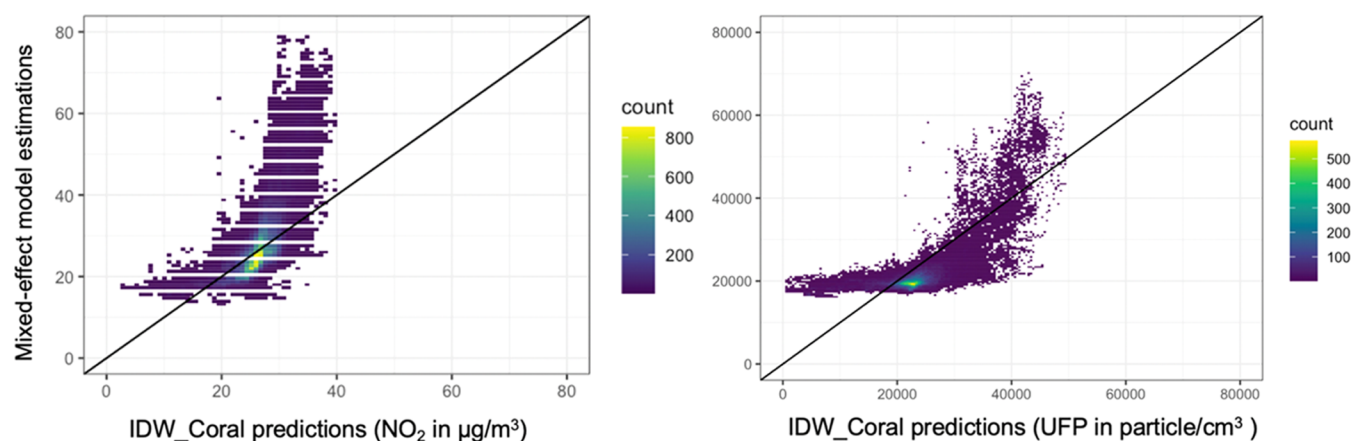 Mixed-effect model estimations
80
60
40
20
0
0 20 40 60 80
IDW_Coral predictions (NO₂ in μg/m³)
count
800
600
400
200
80000
60000
40000
20000
0
0 20000 40000 60000 80000
IDW_Coral predictions (UFP in particle/cm³ )
count
500
400
300
200
100